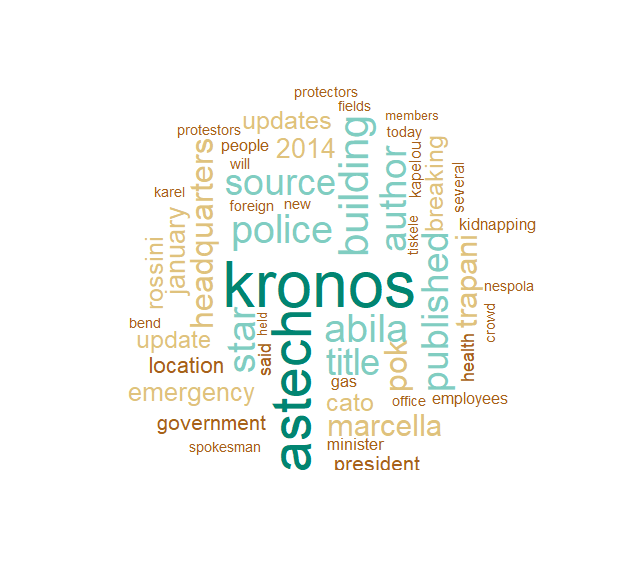 protectors
fields
members
updates
protestors
today
people
2014
building
author
kapelou
breaking
several
will
source
headquarters
karel
foreign
new
kidnapping
police
tiskele
rossini
january
published
trapani
kronos
nespola
bend
held
star
astech
abila
crowd
update
said
title
pok
health
location
gas
emergency
cato
office
employees
government
marcella
spokesman
minister
president